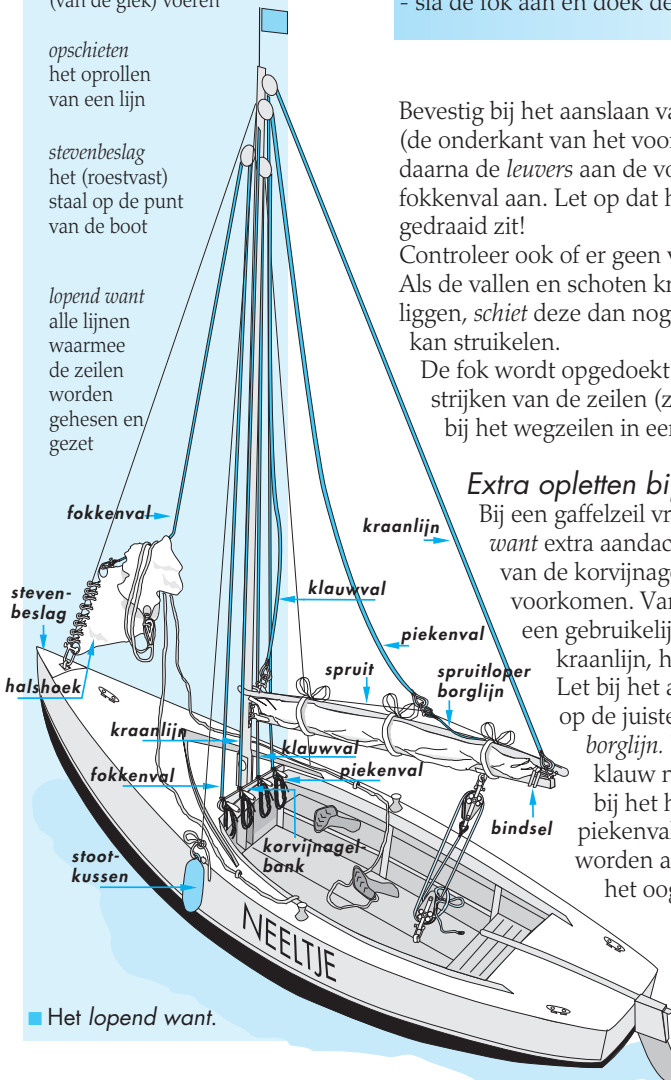 (van de giek) voeren
opschieten
het oprollen
van een lijn
stevenbeslag
het (roestvast)
staal op de punt
van de boot
lopend want
alle lijnen
waarmee
de zeilen
worden
gehesen en
gezet
- sla de fok aan en doek de
Bevestig bij het aanslaan va
(de onderkant van het voor
daarna de leuvers aan de vo
fokkenval aan. Let op dat h
gedraaid zit!
Controleer ook of er geen v
Als de vallen en schoten kr
liggen, schiet deze dan nog
kan struikelen.
De fok wordt opgedoekt
strijken van de zeilen (z
bij het wegzeilen in een
Extra opletten bij
Bij een gaffelzeil vr
want extra aandac
van de korvijnage
voorkomen. Van
een gebruikelij
kraanlijn, h
Let bij het a
op de juiste
borglijn.
klauw n
bij het h
piekenval
worden a
het oog
fokkenval
kraanlijn
steven-
beslag
klauwval
piekenval
halshoek
spruit
spruitloper
borglijn
kraanlijn
klauwval
fokkenval
piekenval
bindsel
korvijnagel-
bank
stoot-
kussen
NEELTJE
Het lopend want.